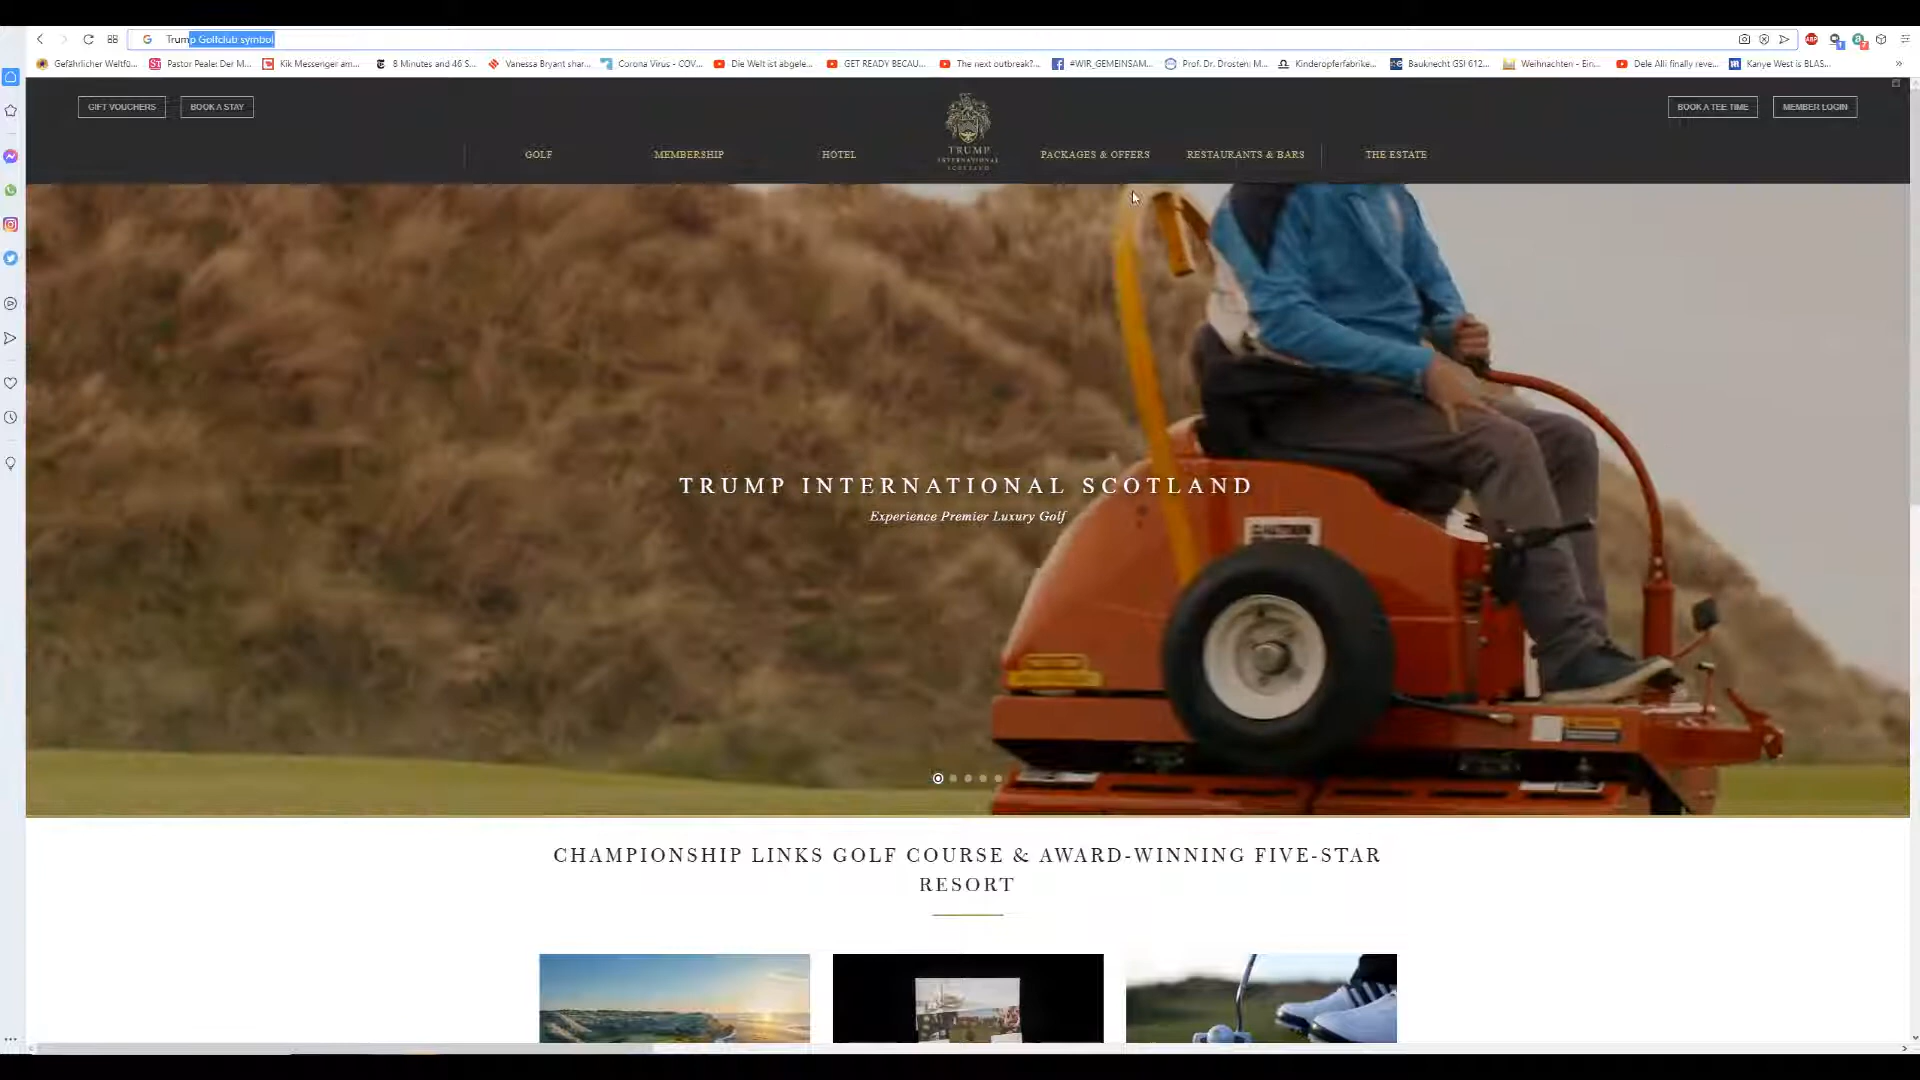 Trump Golfclub symbol
Gefährlicher Weltfo...
Pastor Peale: Der M...
Kik Messenger am...
8 Minutes and 46 S...
Vanessa Bryant shar...
Corona Virus - COV...
Die Welt ist abgele...
GET READY BECAU...
The next outbreak?...
#WIR_GEMEINSAM...
Prof. Dr. Drosten: M...
Kinderopferfabrike...
Bauknecht GSI 612...
Weihnachten - Ein...
Dele Alli finally reve...
Kanye West is BLAS...
GIFT VOUCHERS
BOOK A STAY
BOOK A TEE TIME
MEMBER LOGIN
GOLF
MEMBERSHIP
HOTEL
TRUMP
INTERNATIONAL
SCOTLAND
PACKAGES & OFFERS
RESTAURANTS & BARS
THE ESTATE
TRUMP INTERNATIONAL SCOTLAND
Experience Premier Luxury Golf
CHAMPIONSHIP LINKS GOLF COURSE & AWARD-WINNING FIVE-STAR
RESORT